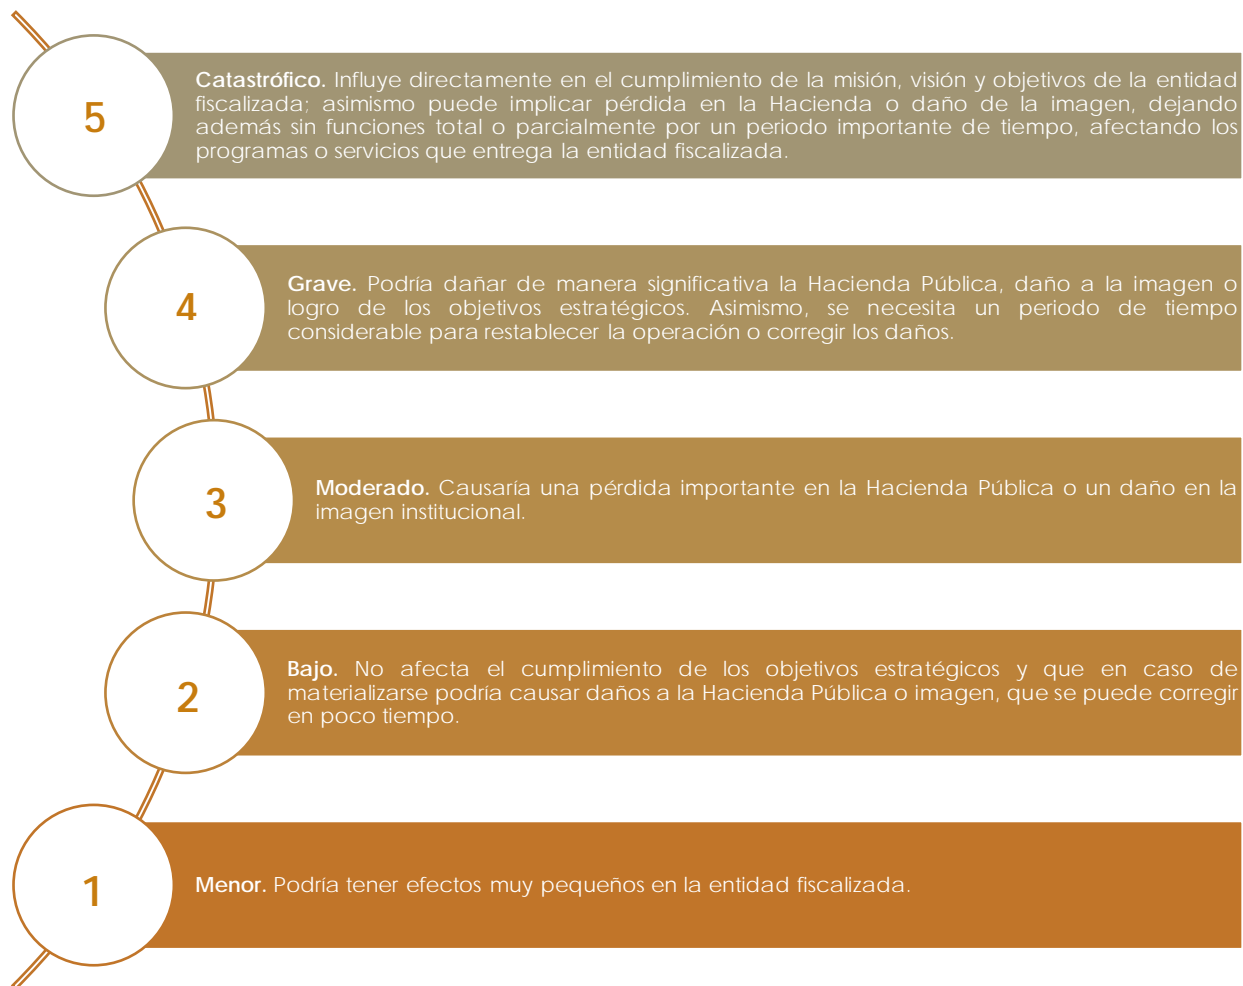 5
Catastrófico. Influye directamente en el cumplimiento de la misión, visión y objetivos de la entidad
fiscalizada; asimismo puede implicar pérdida en la Hacienda o daño de la imagen, dejando
además sin funciones total o parcialmente por un periodo importante de tiempo, afectando los
programas o servicios que entrega la entidad fiscalizada.
4
Grave. Podría dañar de manera significativa la Hacienda Pública, daño a la imagen o
logro de los objetivos estratégicos. Asimismo, se necesita un periodo de tiempo
considerable para restablecer la operación o corregir los daños.
3
Moderado. Causaría una pérdida importante en la Hacienda Pública o un daño en la
imagen institucional.
2
Bajo. No afecta el cumplimiento de los objetivos estratégicos y que en caso de
materializarse podría causar daños a la Hacienda Pública o imagen, que se puede corregir
en poco tiempo.
1
Menor. Podría tener efectos muy pequeños en la entidad fiscalizada.